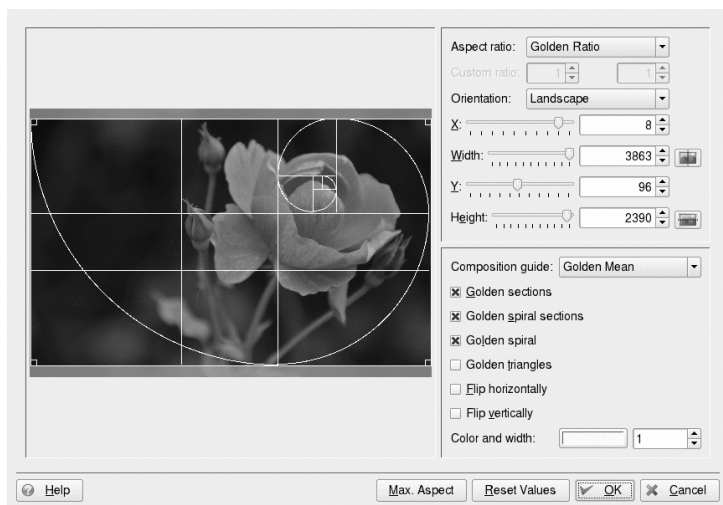 Aspect ratio: Golden Ratio
Custom ratio: 1 : 1
Orientation: Landscape
X: 8
Width: 3863
Y: 96
Height: 2390
Composition guide: Golden Mean
Golden sections
Golden spiral sections
Golden spiral
Golden triangles
Flip horizontally
Flip vertically
Color and width: 1
Help Max. Aspect Reset Values OK Cancel